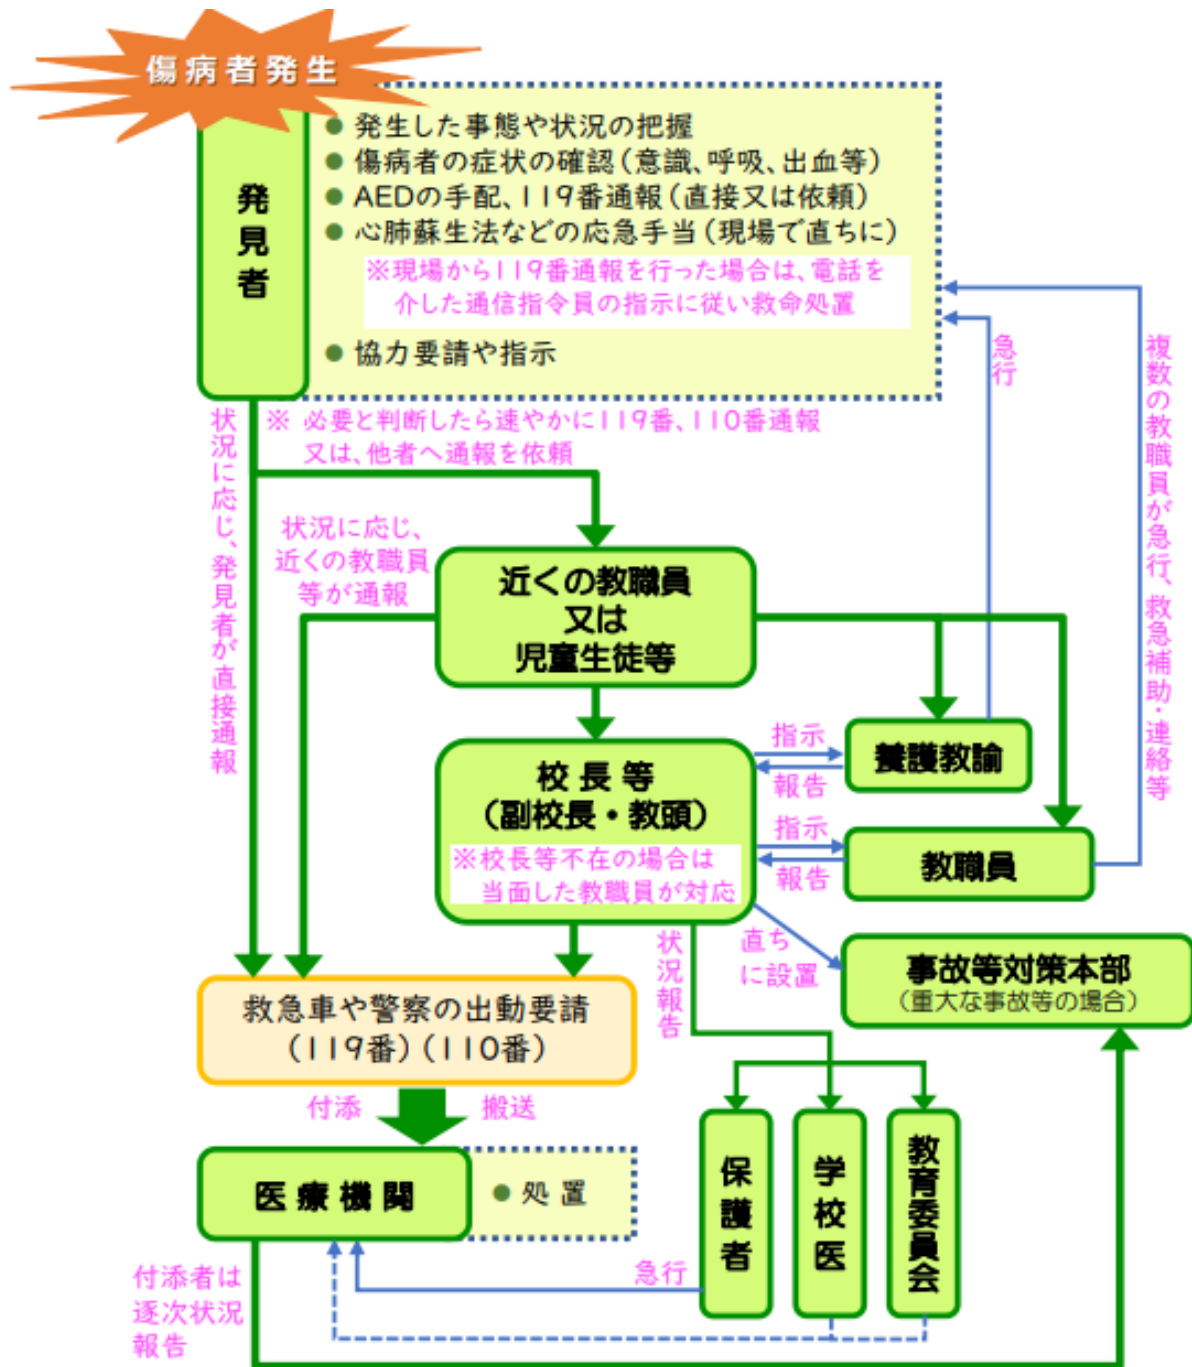 傷病者発生
発見者
● 発生した事態や状況の把握
● 傷病者の症状の確認(意識、呼吸、出血等)
● AEDの手配、119番通報(直接又は依頼)
● 心肺蘇生法などの応急手当(現場で直ちに)
※現場から119番通報を行った場合は、電話を
介した通信指令員の指示に従い救命処置
● 協力要請や指示
急行
複数の教職員が急行、救急補助・連絡等
※ 必要と判断したら速やかに119番、110番通報
又は、他者へ通報を依頼
状況に応じ、発見者が直接通報
状況に応じ、
近くの教職員
等が通報
近くの教職員
又は
児童生徒等
校長等
(副校長・教頭)
※校長等不在の場合は
当面した教職員が対応
指示
報告
養護教諭
指示
報告
教職員
状況報告
直ち
に設置
事故等対策本部
(重大な事故等の場合)
救急車や警察の出動要請
(119番)(110番)
付添
搬送
医療機関
● 処置
保護者
学校医
教育委員会
急行
付添者は
逐次状況
報告